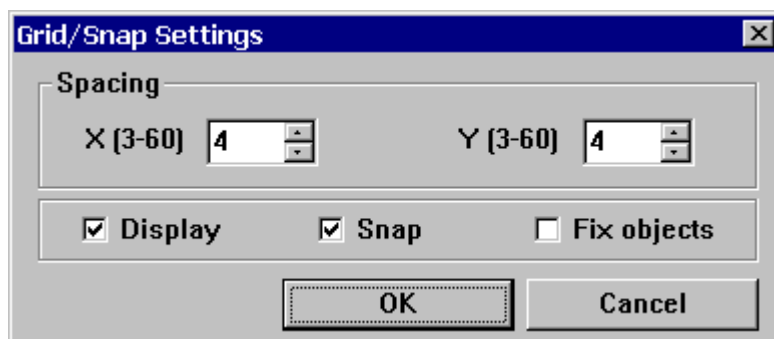 Grid/Snap Settings
Spacing
X (3-60) 4 Y (3-60) 4
Display Snap Fix objects
OK Cancel